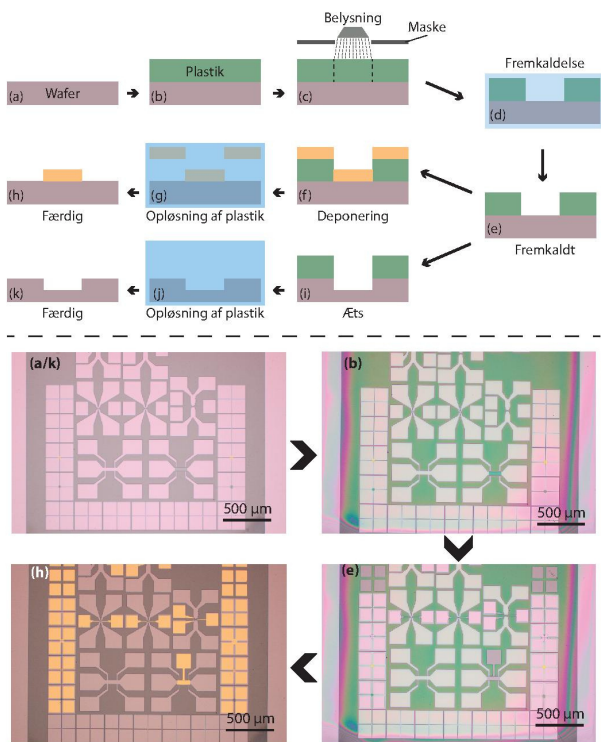 Belysning
Maske
Plastik
Fremkaldelse
(a) Wafer
(b)
(c)
(d)
(h)
(g)
(f)
(e)
Færdig
Opløsning af plastik
Deponering
Fremkaldt
(k)
(j)
(i)
Færdig
Opløsning af plastik
Æts
(a/k)
(b)
500 µm
500 µm
(h)
(e)
500 µm
500 µm